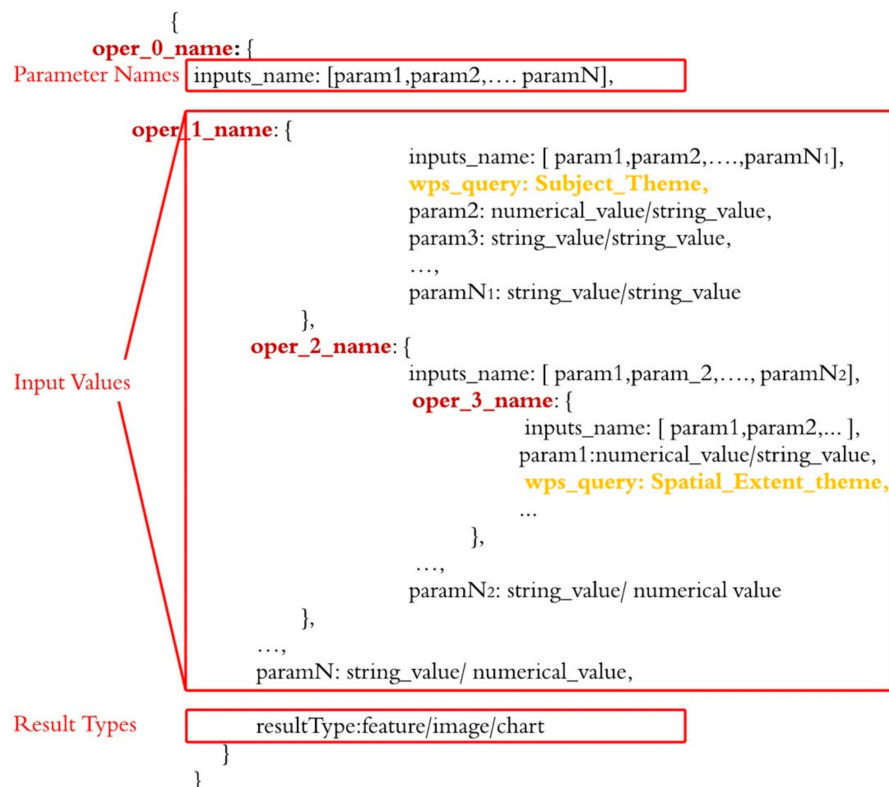 {
oper_0_name: {
Parameter Names inputs_name: [param1,param2,…. paramN],
oper_1_name: {
inputs_name: [ param1,param2,….,paramN1],
wps_query: Subject_Theme,
param2: numerical_value/string_value,
param3: string_value/string_value,
…,
paramN1: string_value/string_value
},
oper_2_name: {
Input Values
inputs_name: [ param1,param_2,…., paramN2],
oper_3_name: {
inputs_name: [ param1,param2,... ],
param1:numerical_value/string_value,
wps_query: Spatial_Extent_theme,
...
},
…,
paramN2: string_value/ numerical value
},
…,
paramN: string_value/ numerical_value,
Result Types resultType:feature/image/chart
}
}